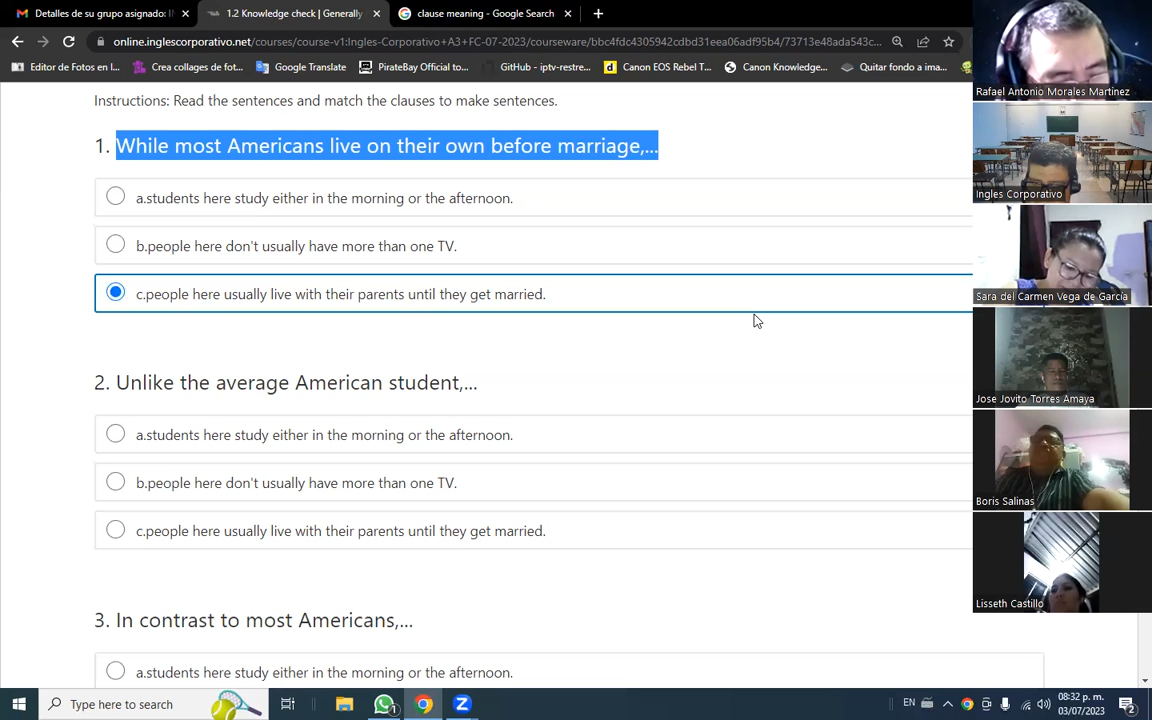 Detalles de su grupo asignado: I
1.2 Knowledge check | Generally
clause meaning - Google Search
online.inglescorporativo.net/courses/course-v1:Ingles-Corporativo+A3+FC-07-2023/courseware/bbc4fdc4305942cdbd31eea06adf95b4/73713e48ada543c...
Editor de Fotos en l...
Crea collages de fot...
Google Translate
PirateBay Official to...
GitHub - iptv-restre...
Canon EOS Rebel T...
Canon Knowledge...
Quitar fondo a ima...
Instructions: Read the sentences and match the clauses to make sentences.
1. While most Americans live on their own before marriage,...
a.students here study either in the morning or the afternoon.
b.people here don't usually have more than one TV.
c.people here usually live with their parents until they get married.
2. Unlike the average American student,...
a.students here study either in the morning or the afternoon.
b.people here don't usually have more than one TV.
c.people here usually live with their parents until they get married.
3. In contrast to most Americans,...
a.students here study either in the morning or the afternoon.
Rafael Antonio Morales Martinez
Ingles Corporativo
Sara del Carmen Vega de García
Jose Jovito Torres Amaya
Boris Salinas
Lisseth Castillo
Type here to search
1
EN
08:32 p. m.
03/07/2023
2